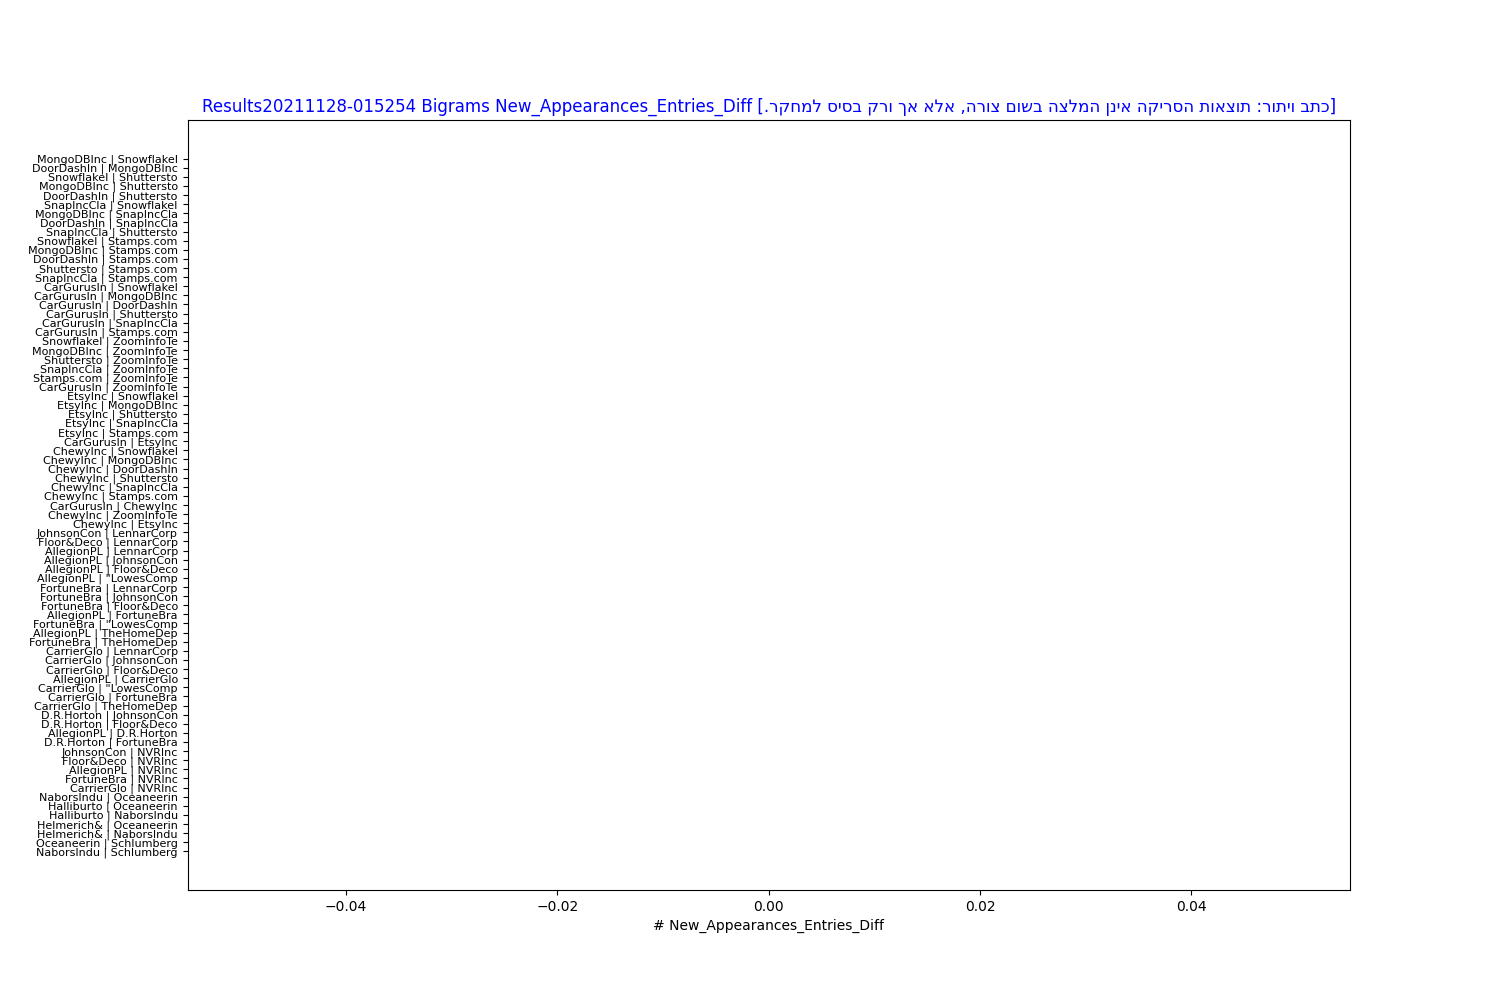 Results20211128-015254 Bigrams New_Appearances_Entries_Diff [כתב ויתור: תוצאות הסריקה אינן המלצה בשום צורה, אלא אך ורק בסיס למחקר.]
MongoDBInc | SnowflakeI
DoorDashIn | MongoDBInc
SnowflakeI | Shuttersto
MongoDBInc | Shuttersto
DoorDashIn | Shuttersto
SnapIncCla | SnowflakeI
MongoDBInc | SnapIncCla
DoorDashIn | SnapIncCla
SnapIncCla | Shuttersto
SnowflakeI | Stamps.com
MongoDBInc | Stamps.com
DoorDashIn | Stamps.com
Shuttersto | Stamps.com
SnapIncCla | Stamps.com
CarGurusIn | SnowflakeI
CarGurusIn | MongoDBInc
CarGurusIn | DoorDashIn
CarGurusIn | Shuttersto
CarGurusIn | SnapIncCla
CarGurusIn | Stamps.com
SnowflakeI | ZoomInfoTe
MongoDBInc | ZoomInfoTe
Shuttersto | ZoomInfoTe
SnapIncCla | ZoomInfoTe
Stamps.com | ZoomInfoTe
CarGurusIn | ZoomInfoTe
EtsyInc | SnowflakeI
EtsyInc | MongoDBInc
EtsyInc | Shuttersto
EtsyInc | SnapIncCla
EtsyInc | Stamps.com
CarGurusIn | EtsyInc
ChewyInc | SnowflakeI
ChewyInc | MongoDBInc
ChewyInc | DoorDashIn
ChewyInc | Shuttersto
ChewyInc | SnapIncCla
ChewyInc | Stamps.com
CarGurusIn | ChewyInc
ChewyInc | ZoomInfoTe
ChewyInc | EtsyInc
JohnsonCon | LennarCorp
Floor&Deco | LennarCorp
AllegionPL | LennarCorp
AllegionPL | JohnsonCon
AllegionPL | Floor&Deco
AllegionPL | "LowesComp
FortuneBra | LennarCorp
FortuneBra | JohnsonCon
FortuneBra | Floor&Deco
AllegionPL | FortuneBra
FortuneBra | "LowesComp
AllegionPL | TheHomeDep
FortuneBra | TheHomeDep
CarrierGlo | LennarCorp
CarrierGlo | JohnsonCon
CarrierGlo | Floor&Deco
AllegionPL | CarrierGlo
CarrierGlo | "LowesComp
CarrierGlo | FortuneBra
CarrierGlo | TheHomeDep
D.R.Horton | JohnsonCon
D.R.Horton | Floor&Deco
AllegionPL | D.R.Horton
D.R.Horton | FortuneBra
JohnsonCon | NVRInc
Floor&Deco | NVRInc
AllegionPL | NVRInc
FortuneBra | NVRInc
CarrierGlo | NVRInc
NaborsIndu | Oceaneerin
Halliburto | Oceaneerin
Halliburto | NaborsIndu
Helmerich& | Oceaneerin
Helmerich& | NaborsIndu
Oceaneerin | Schlumberg
NaborsIndu | Schlumberg
−0.04 −0.02 0.00 0.02 0.04
# New_Appearances_Entries_Diff